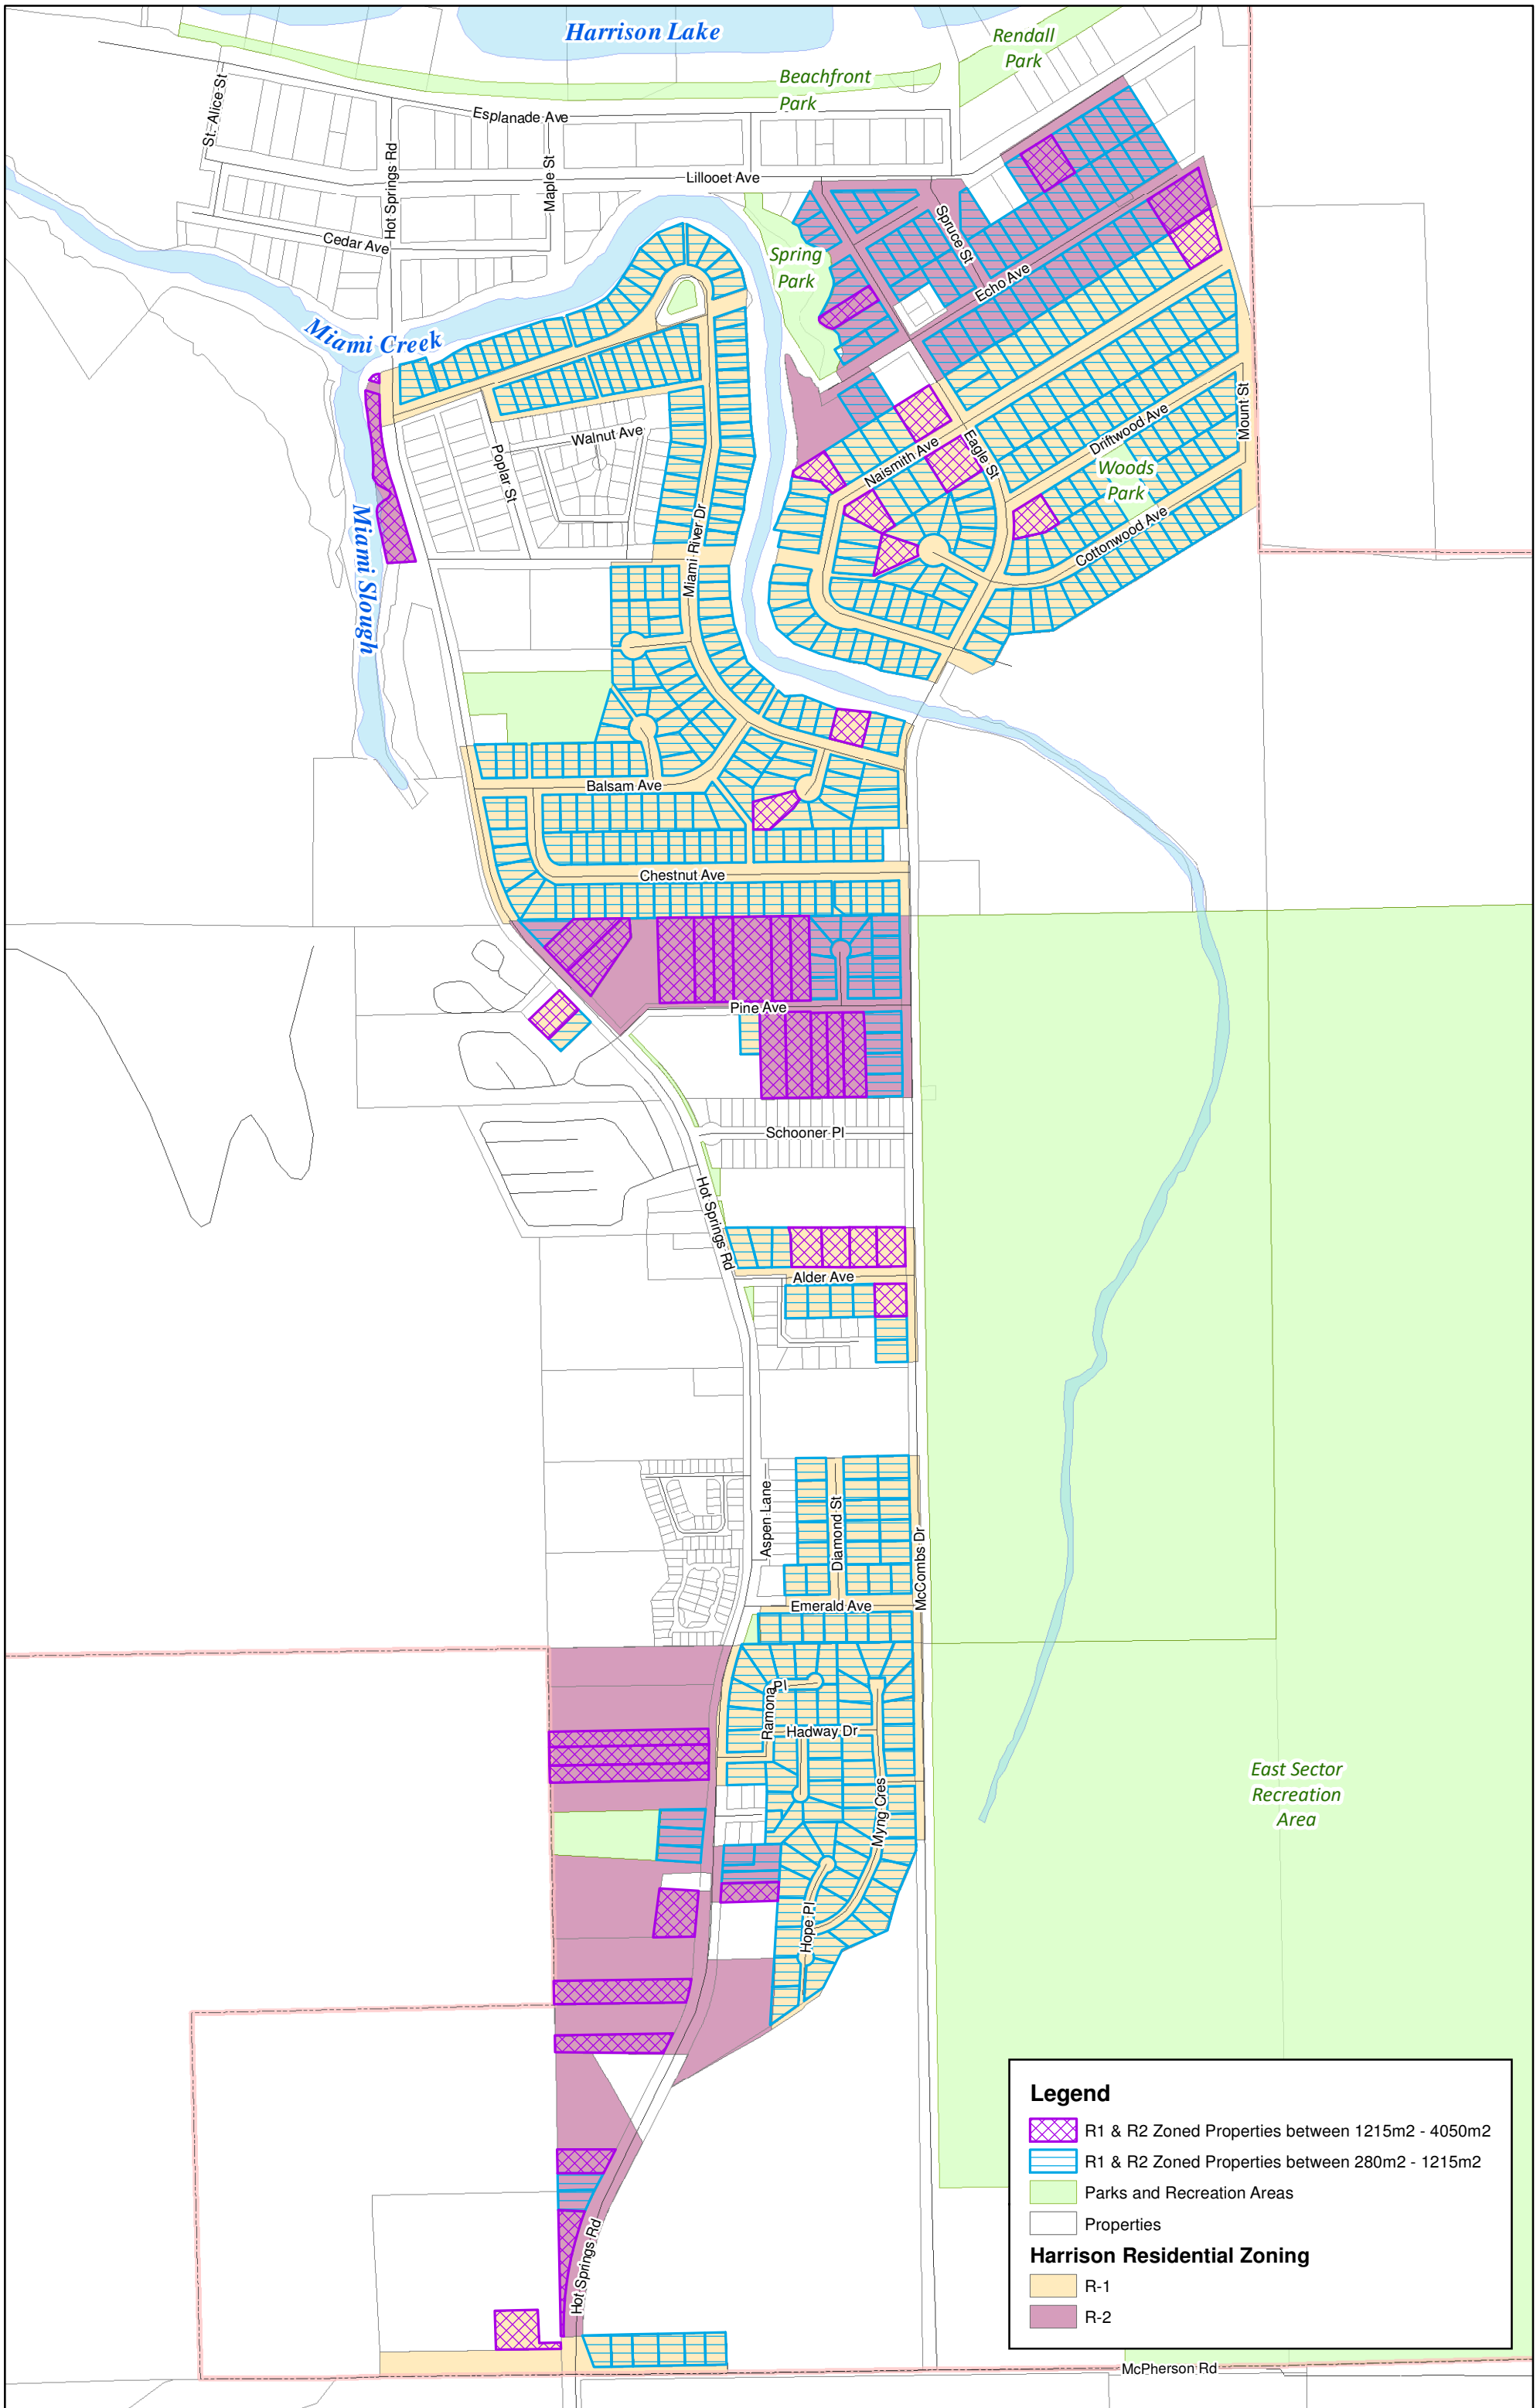 Harrison Lake
Rendall
Park
Beachfront
Park
St. Alice St
Esplanade Ave
Hot Springs Rd
Maple St
Lillooet Ave
Cedar Ave
Spruce St
Spring
Park
Echo Ave
Miami Creek
Mount St
Driftwood Ave
Walnut Ave
Poplar St
Naismith Ave
Eagle St
Woods
Park
Miami River Dr
Cottonwood Ave
Miami Slough
Balsam Ave
Chestnut Ave
Pine Ave
Schooner Pl
Hot Springs Rd
Alder Ave
Aspen Lane
Diamond St
McCombs Dr
Emerald Ave
Ramona
Pl
Hadway Dr
Myng Cres
East Sector
Recreation
Area
Hope Pl
Hot Springs Rd
Legend
R1 & R2 Zoned Properties between 1215m2 - 4050m2
R1 & R2 Zoned Properties between 280m2 - 1215m2
Parks and Recreation Areas
Properties
Harrison Residential Zoning
R-1
R-2
McPherson Rd